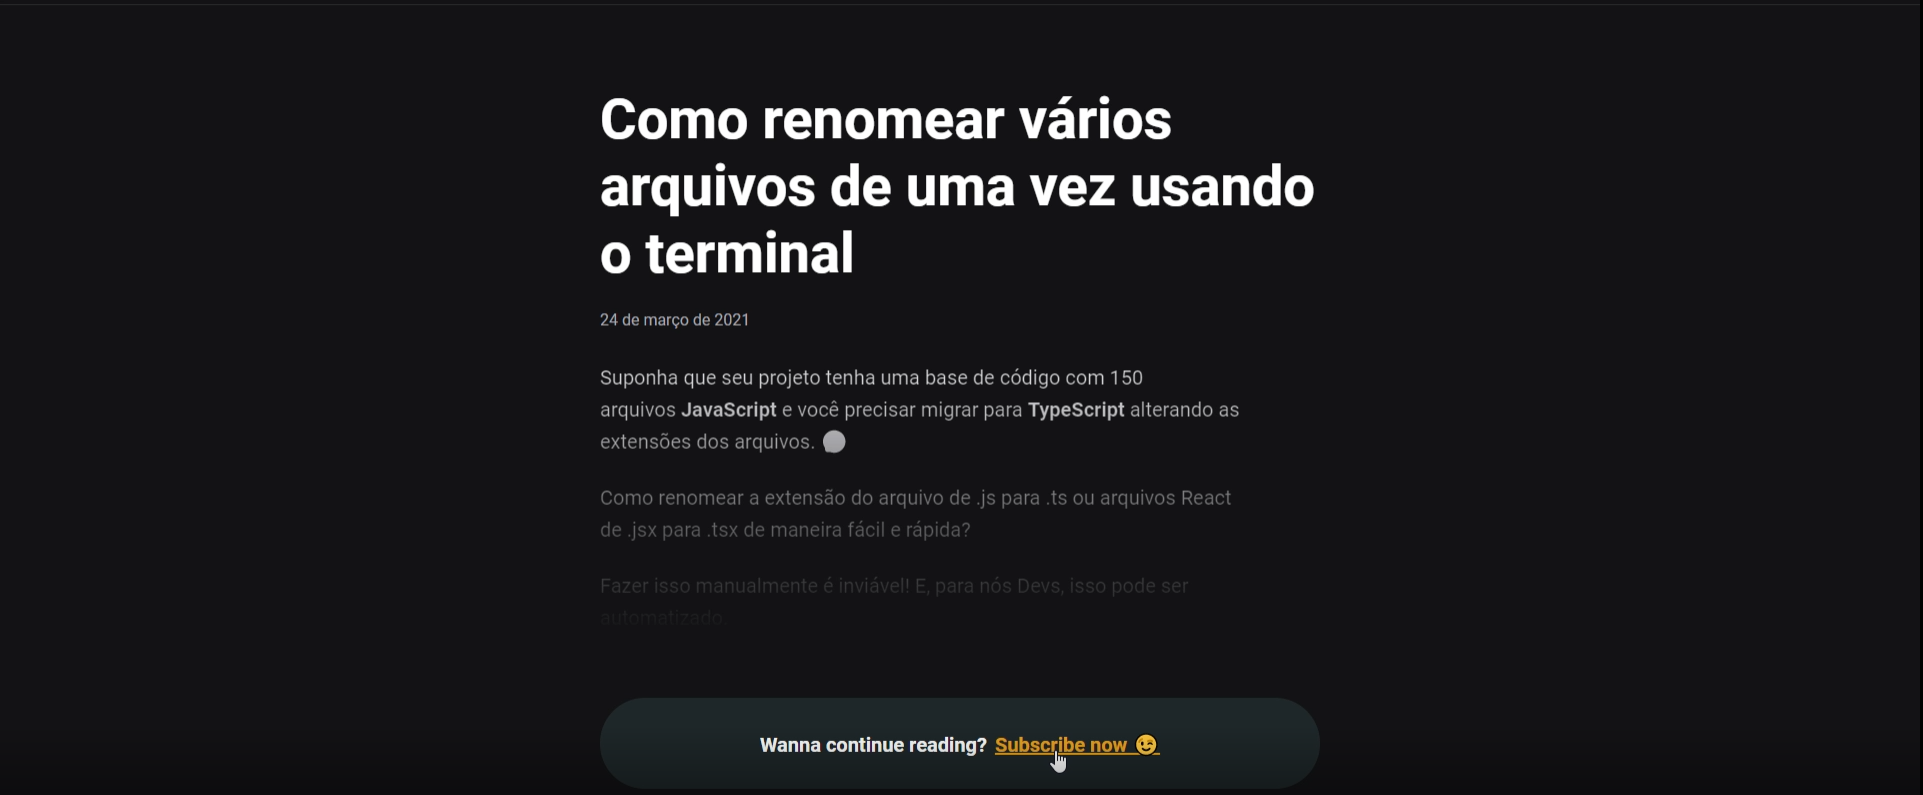 Como renomear vários
arquivos de uma vez usando
o terminal
24 de março de 2021
Suponha que seu projeto tenha uma base de código com 150
arquivos JavaScript e você precisar migrar para TypeScript alterando as
extensões dos arquivos.
Como renomear a extensão do arquivo de .js para .ts ou arquivos React
de .jsx para .tsx de maneira fácil e rápida?
Fazer isso manualmente é inviável! E, para nós Devs, isso pode ser
automatizado.
Wanna continue reading? Subscribe now 😉